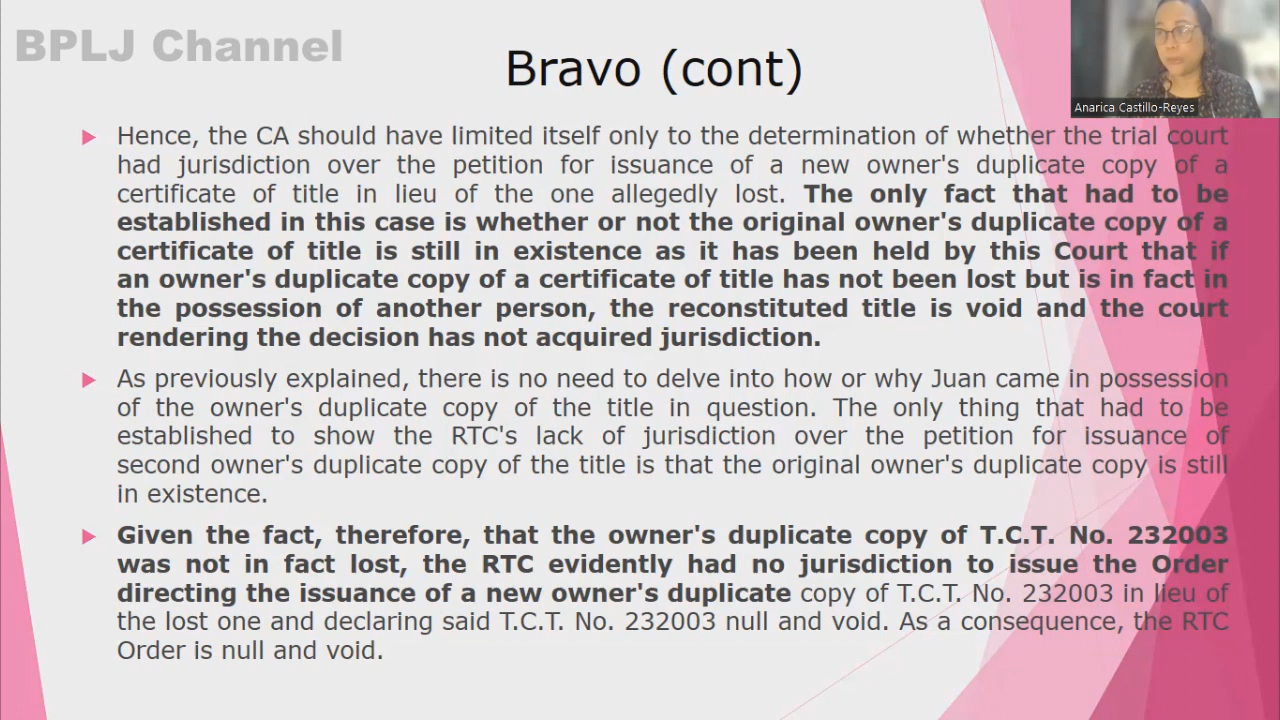 BPLJ Channel
Bravo (cont)
Anarica Castillo-Reyes
Hence, the CA should have limited itself only to the determination of whether the trial court
had jurisdiction over the petition for issuance of a new owner's duplicate copy of a
certificate of title in lieu of the one allegedly lost. The only fact that had to be
established in this case is whether or not the original owner's duplicate copy of a
certificate of title is still in existence as it has been held by this Court that if
an owner's duplicate copy of a certificate of title has not been lost but is in fact in
the possession of another person, the reconstituted title is void and the court
rendering the decision has not acquired jurisdiction.
As previously explained, there is no need to delve into how or why Juan came in possession
of the owner's duplicate copy of the title in question. The only thing that had to be
established to show the RTC's lack of jurisdiction over the petition for issuance of
second owner's duplicate copy of the title is that the original owner's duplicate copy is still
in existence.
Given the fact, therefore, that the owner's duplicate copy of T.C.T. No. 232003
was not in fact lost, the RTC evidently had no jurisdiction to issue the Order
directing the issuance of a new owner's duplicate copy of T.C.T. No. 232003 in lieu of
the lost one and declaring said T.C.T. No. 232003 null and void. As a consequence, the RTC
Order is null and void.